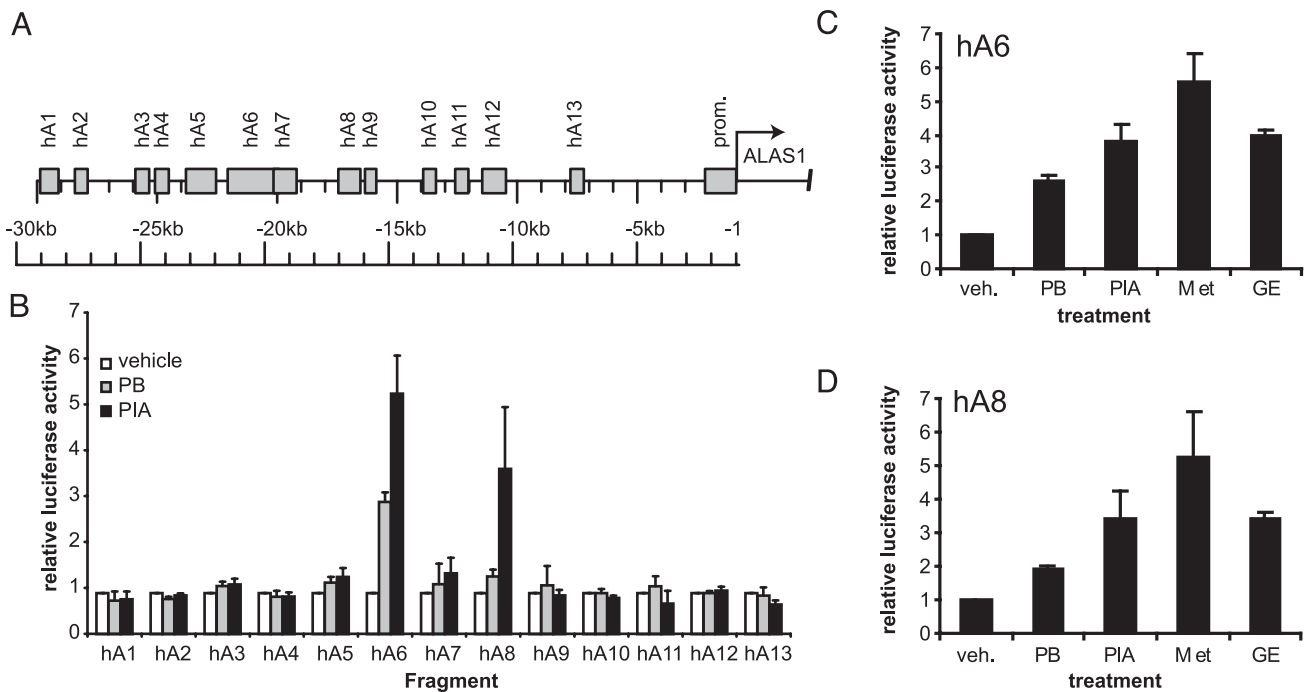 A
hA1
hA2
hA3
hA4
hA5
hA6
hA7
hA8
hA9
hA10
hA11
hA12
hA13
prom.
ALAS1
-30kb
-25kb
-20kb
-15kb
-10kb
-5kb
-1
B
relative luciferase activity
7
6
5
4
3
2
1
0
vehicle
PB
PIA
hA1 hA2 hA3 hA4 hA5 hA6 hA7 hA8 hA9 hA10 hA11 hA12 hA13
Fragment
C
hA6
relative luciferase activity
7
6
5
4
3
2
1
0
veh. PB PIA Met GE
treatment
D
hA8
relative luciferase activity
7
6
5
4
3
2
1
0
veh. PB PIA Met GE
treatment